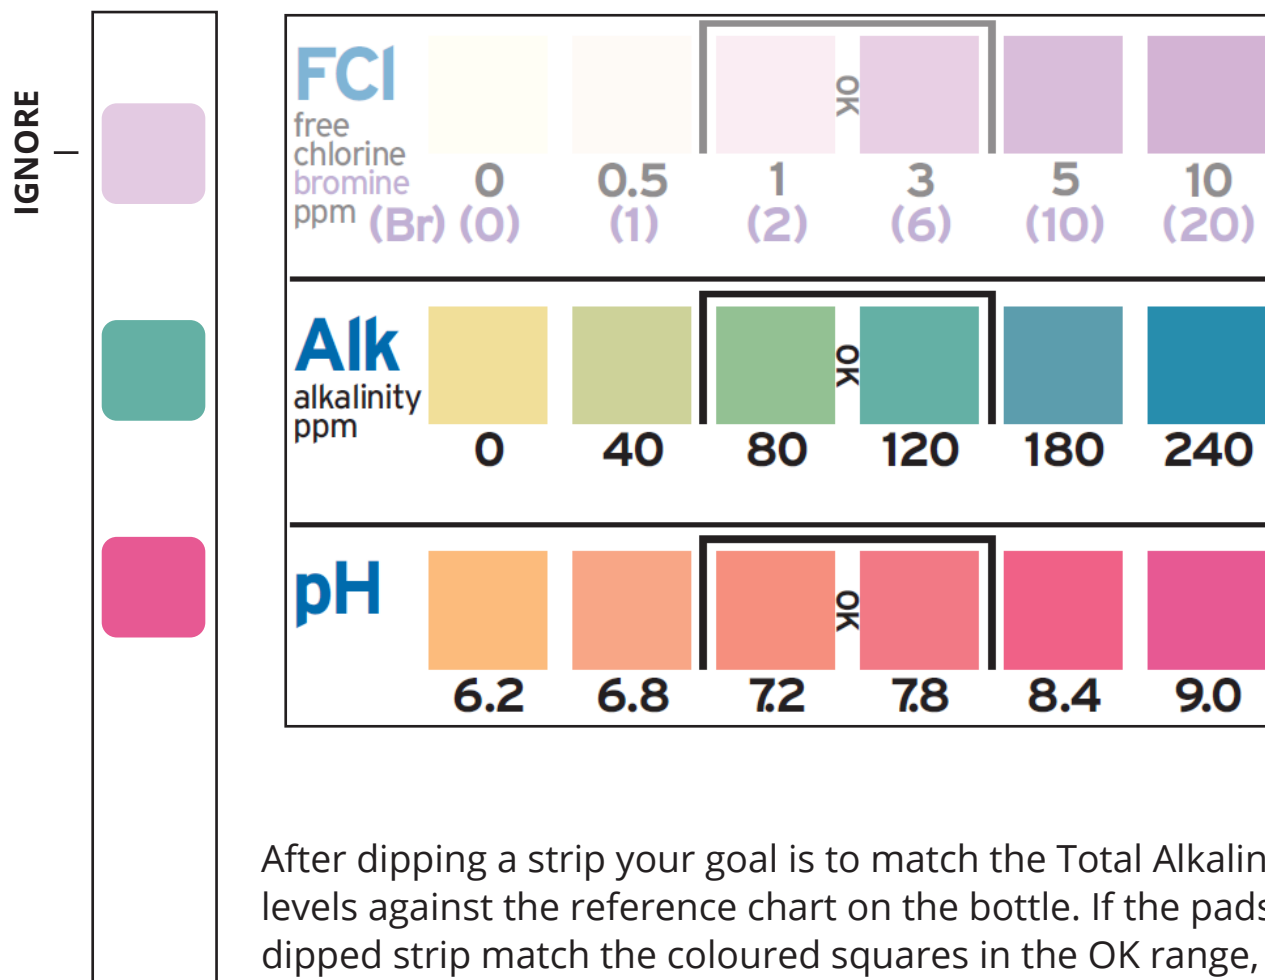 IGNORE
FCl
free
chlorine
bromine
ppm
0 0.5 1 3 5 10
(Br) (0) (1) (2) (6) (10) (20)
OK
Alk
alkalinity
ppm
OK
0 40 80 120 180 240
pH
OK
6.2 6.8 7.2 7.8 8.4 9.0
After dipping a strip your goal is to match the Total Alkalin
levels against the reference chart on the bottle. If the pads
dipped strip match the coloured squares in the OK range,